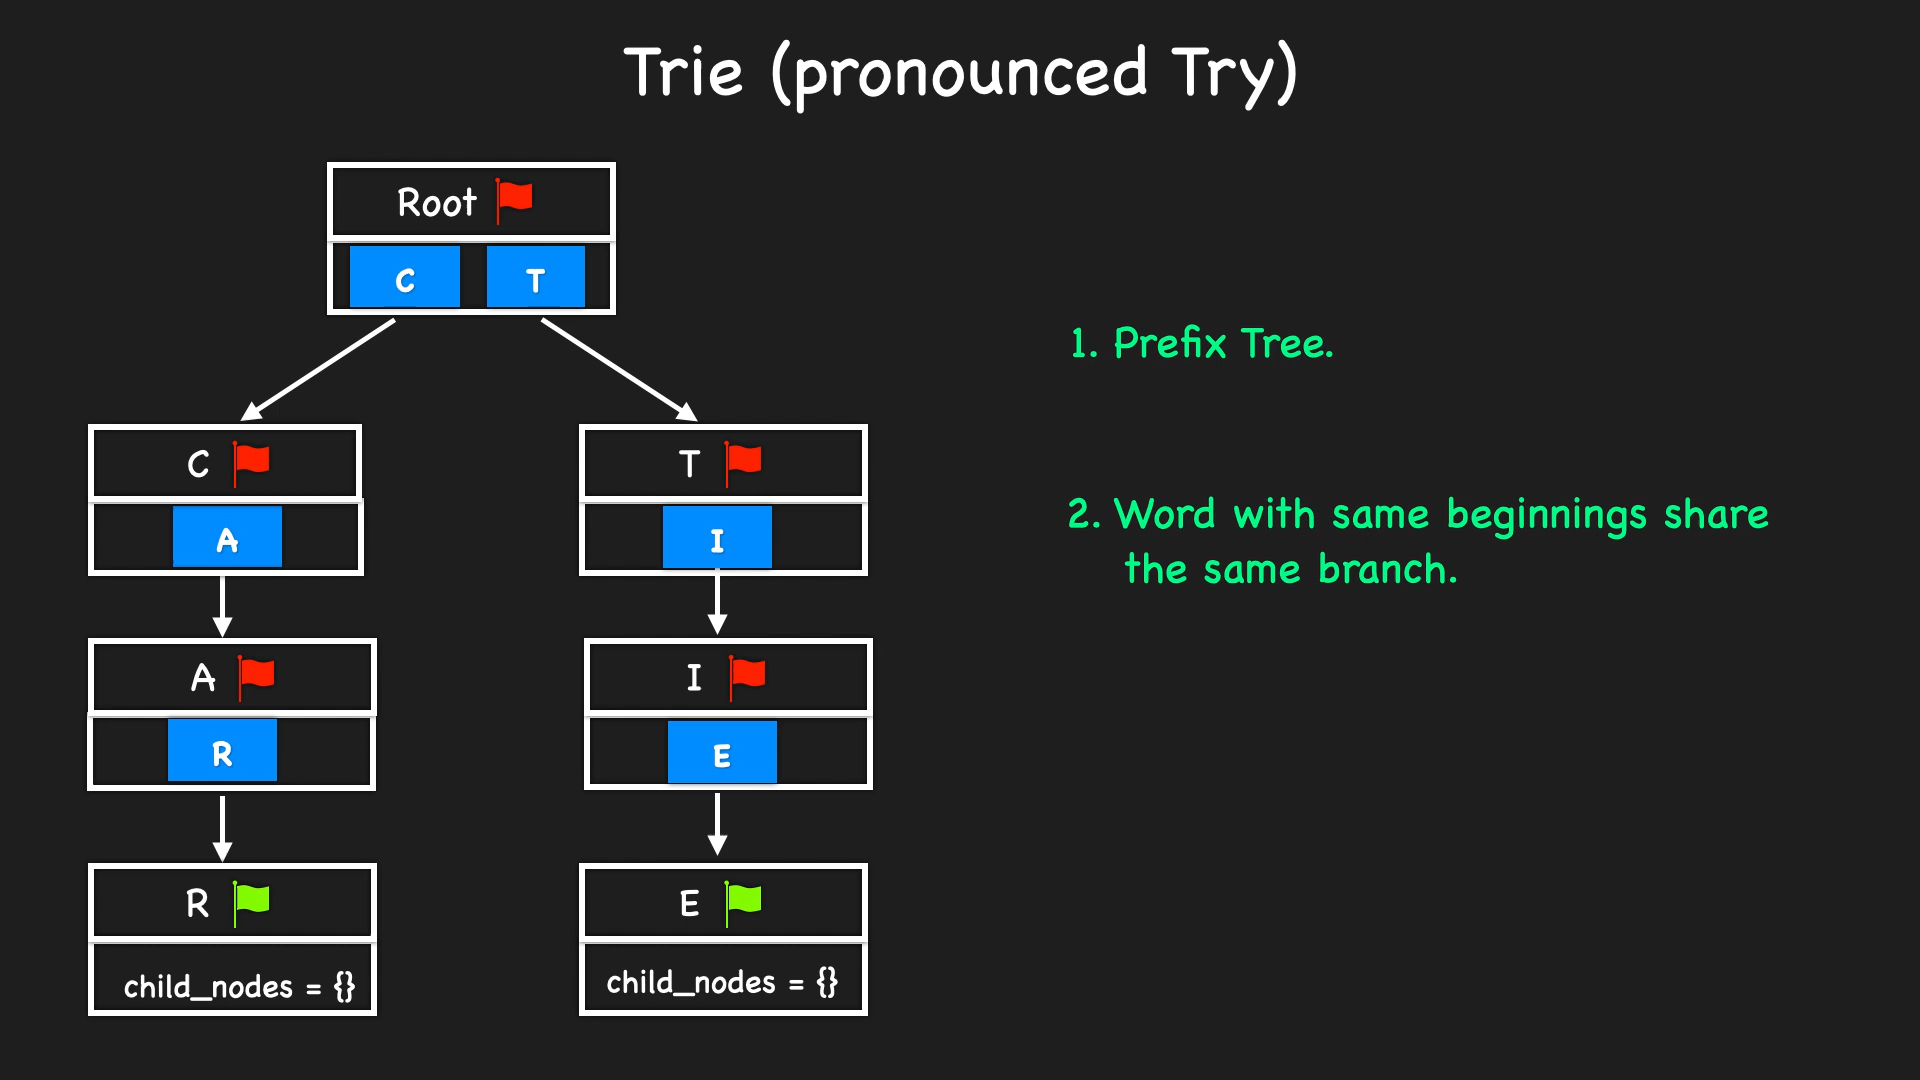 Trie (pronounced Try)
Root
C T
1. Prefix Tree.
C T
A I
2. Word with same beginnings share
the same branch.
A I
R E
R E
child_nodes = {} child_nodes = {}